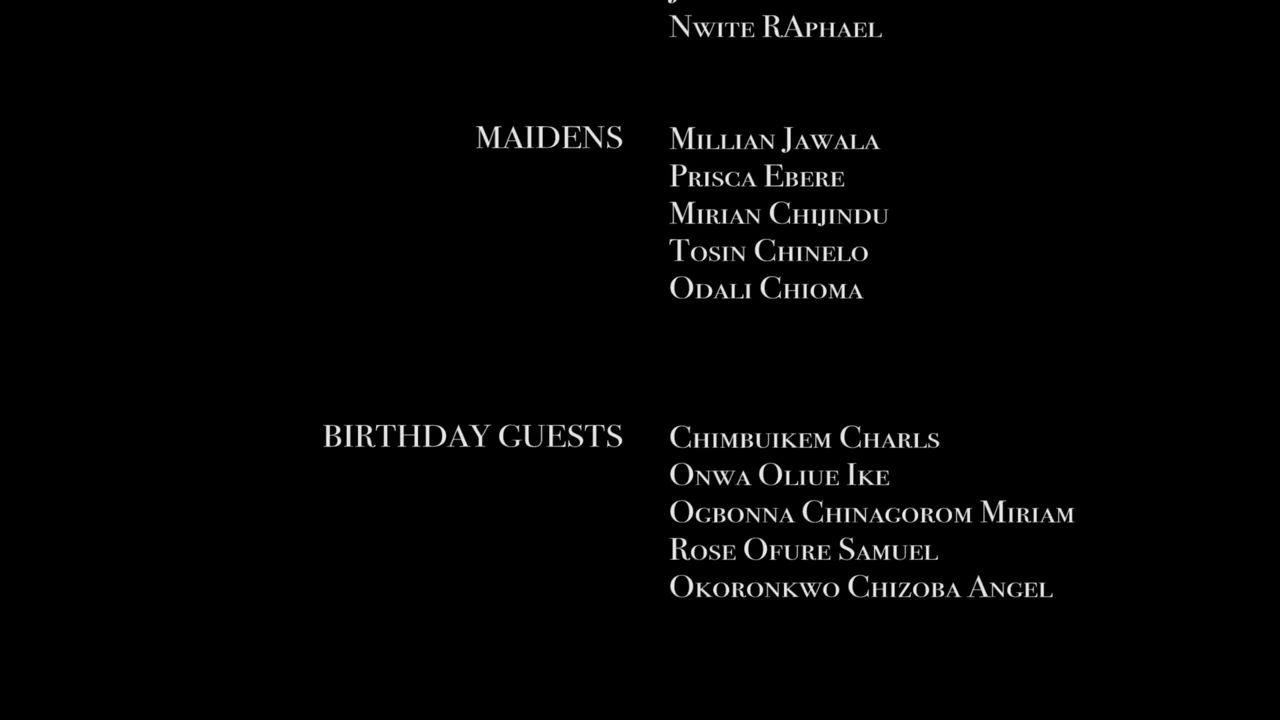 Nwite RAphael
MAIDENS Millian Jawala
Prisca Ebere
Mirian Chijindu
Tosin Chinelo
Odali Chioma
BIRTHDAY GUESTS Chimbuikem Charls
Onwa Oliue Ike
Ogbonna Chinagorom Miriam
Rose Ofure Samuel
Okoronkwo Chizoba Angel